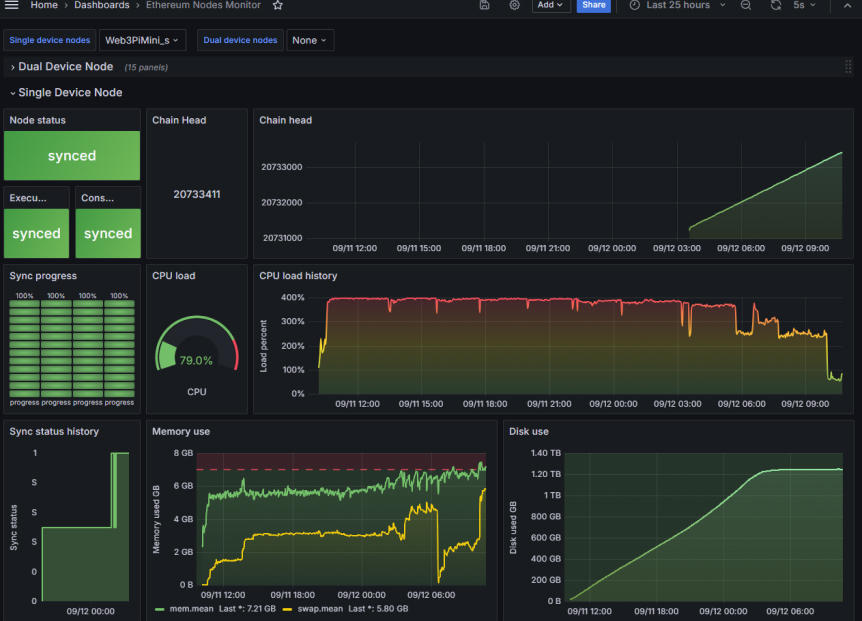 Home › Dashboards › Ethereum Nodes Monitor
Add
Share
Last 25 hours
5s
Single device nodes
Web3PiMini_s
Dual device nodes
None
Dual Device Node (15 panels)
Single Device Node
Node status
synced
Execu...
synced
Cons...
synced
Chain Head
20733411
Chain head
20733000
20732000
20731000
09/11 12:00 09/11 15:00 09/11 18:00 09/11 21:00 09/12 00:00 09/12 03:00 09/12 06:00 09/12 09:00
Sync progress
100% 100% 100% 100%
progress progress progress progress
CPU load
79.0%
CPU
CPU load history
Load percent
400%
300%
200%
100%
0%
09/11 12:00 09/11 15:00 09/11 18:00 09/11 21:00 09/12 00:00 09/12 03:00 09/12 06:00 09/12 09:00
Sync status history
Sync status
1
S
S
0
0
09/12 00:00
Memory use
Memory used GB
8 GB
6 GB
4 GB
2 GB
0 B
09/11 12:00 09/11 18:00 09/12 00:00 09/12 06:00
mem.mean Last *: 7.21 GB swap.mean Last *: 5.80 GB
Disk use
Disk used GB
1.40 TB
1.20 TB
1 TB
800 GB
600 GB
400 GB
200 GB
0 B
09/11 12:00 09/11 18:00 09/12 00:00 09/12 06:00